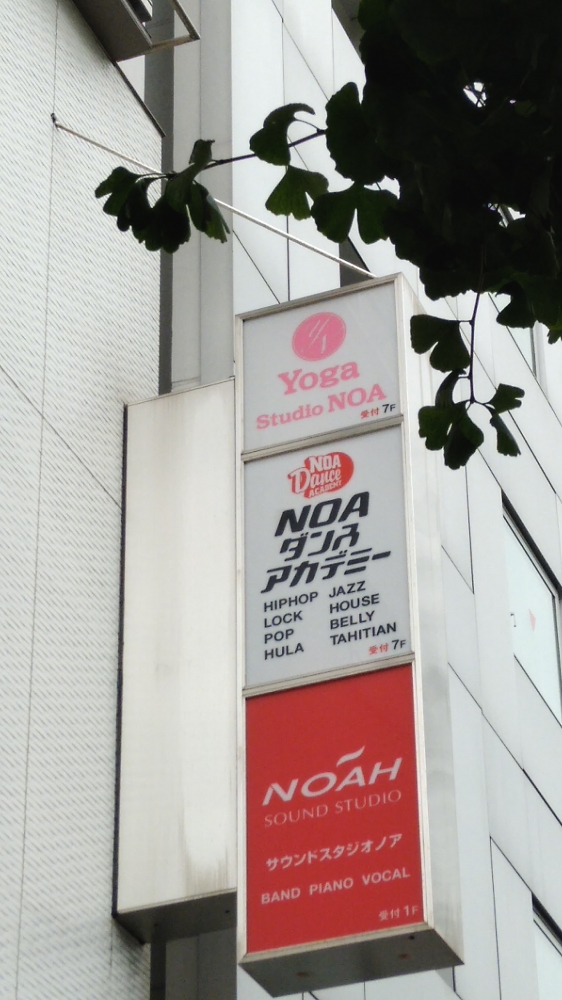 Yoga
Studio NOA
受付 7F
NOA
Dance
ACADEMY
NOA
ダンス
アカデミー
HIPHOP JAZZ
LOCK HOUSE
POP BELLY
HULA TAHITIAN
受付 7F
NOAH
SOUND STUDIO
サウンドスタジオノア
BAND PIANO VOCAL
受付 1F